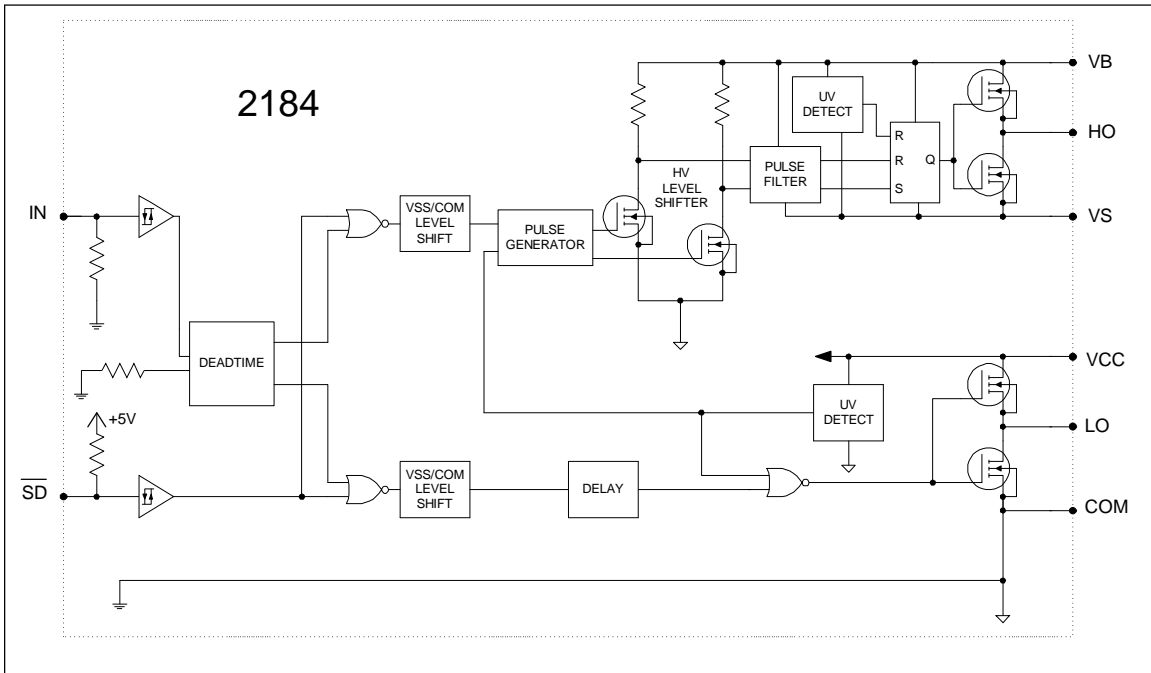 2184
VB
UV
DETECT
HO
R
R
Q
S
PULSE
FILTER
HV
LEVEL
SHIFTER
VS
IN
VSS/COM
LEVEL
SHIFT
PULSE
GENERATOR
DEADTIME
VCC
+5V
UV
DETECT
LO
SD
VSS/COM
LEVEL
SHIFT
DELAY
COM